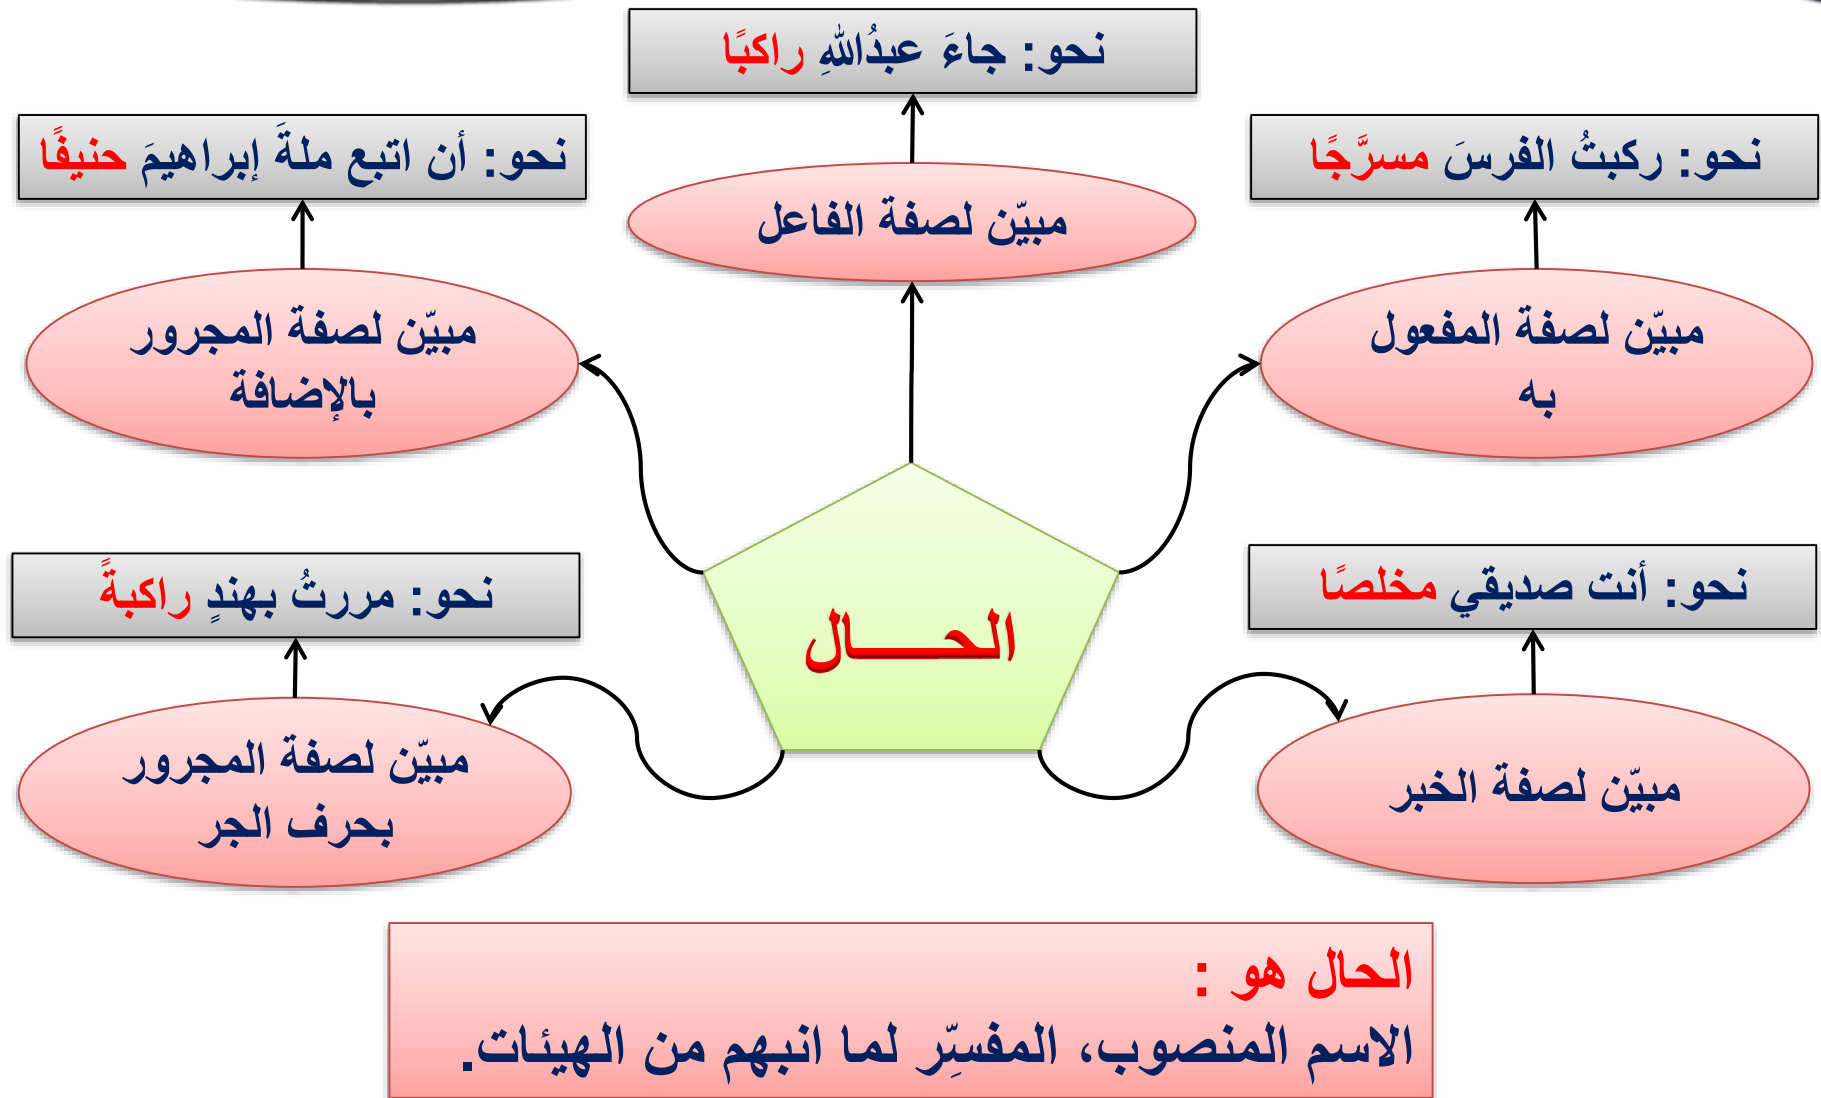 نحو: جاءَ عبدُاللهِ راكبًا
نحو: ركبتُ الفرسَ مسرَّجًا
نحو: أن اتبع ملةَ إبراهيمَ حنيفًا
مبيّن لصفة الفاعل
مبيّن لصفة المفعول
به
مبيّن لصفة المجرور
بالإضافة
نحو: أنت صديقي مخلصًا
نحو: مررتُ بهندٍ راكبةً
الحــــال
مبيّن لصفة الخبر
مبيّن لصفة المجرور
بحرف الجر
الحال هو :
الاسم المنصوب، المفسِّر لما انبهم من الهيئات.